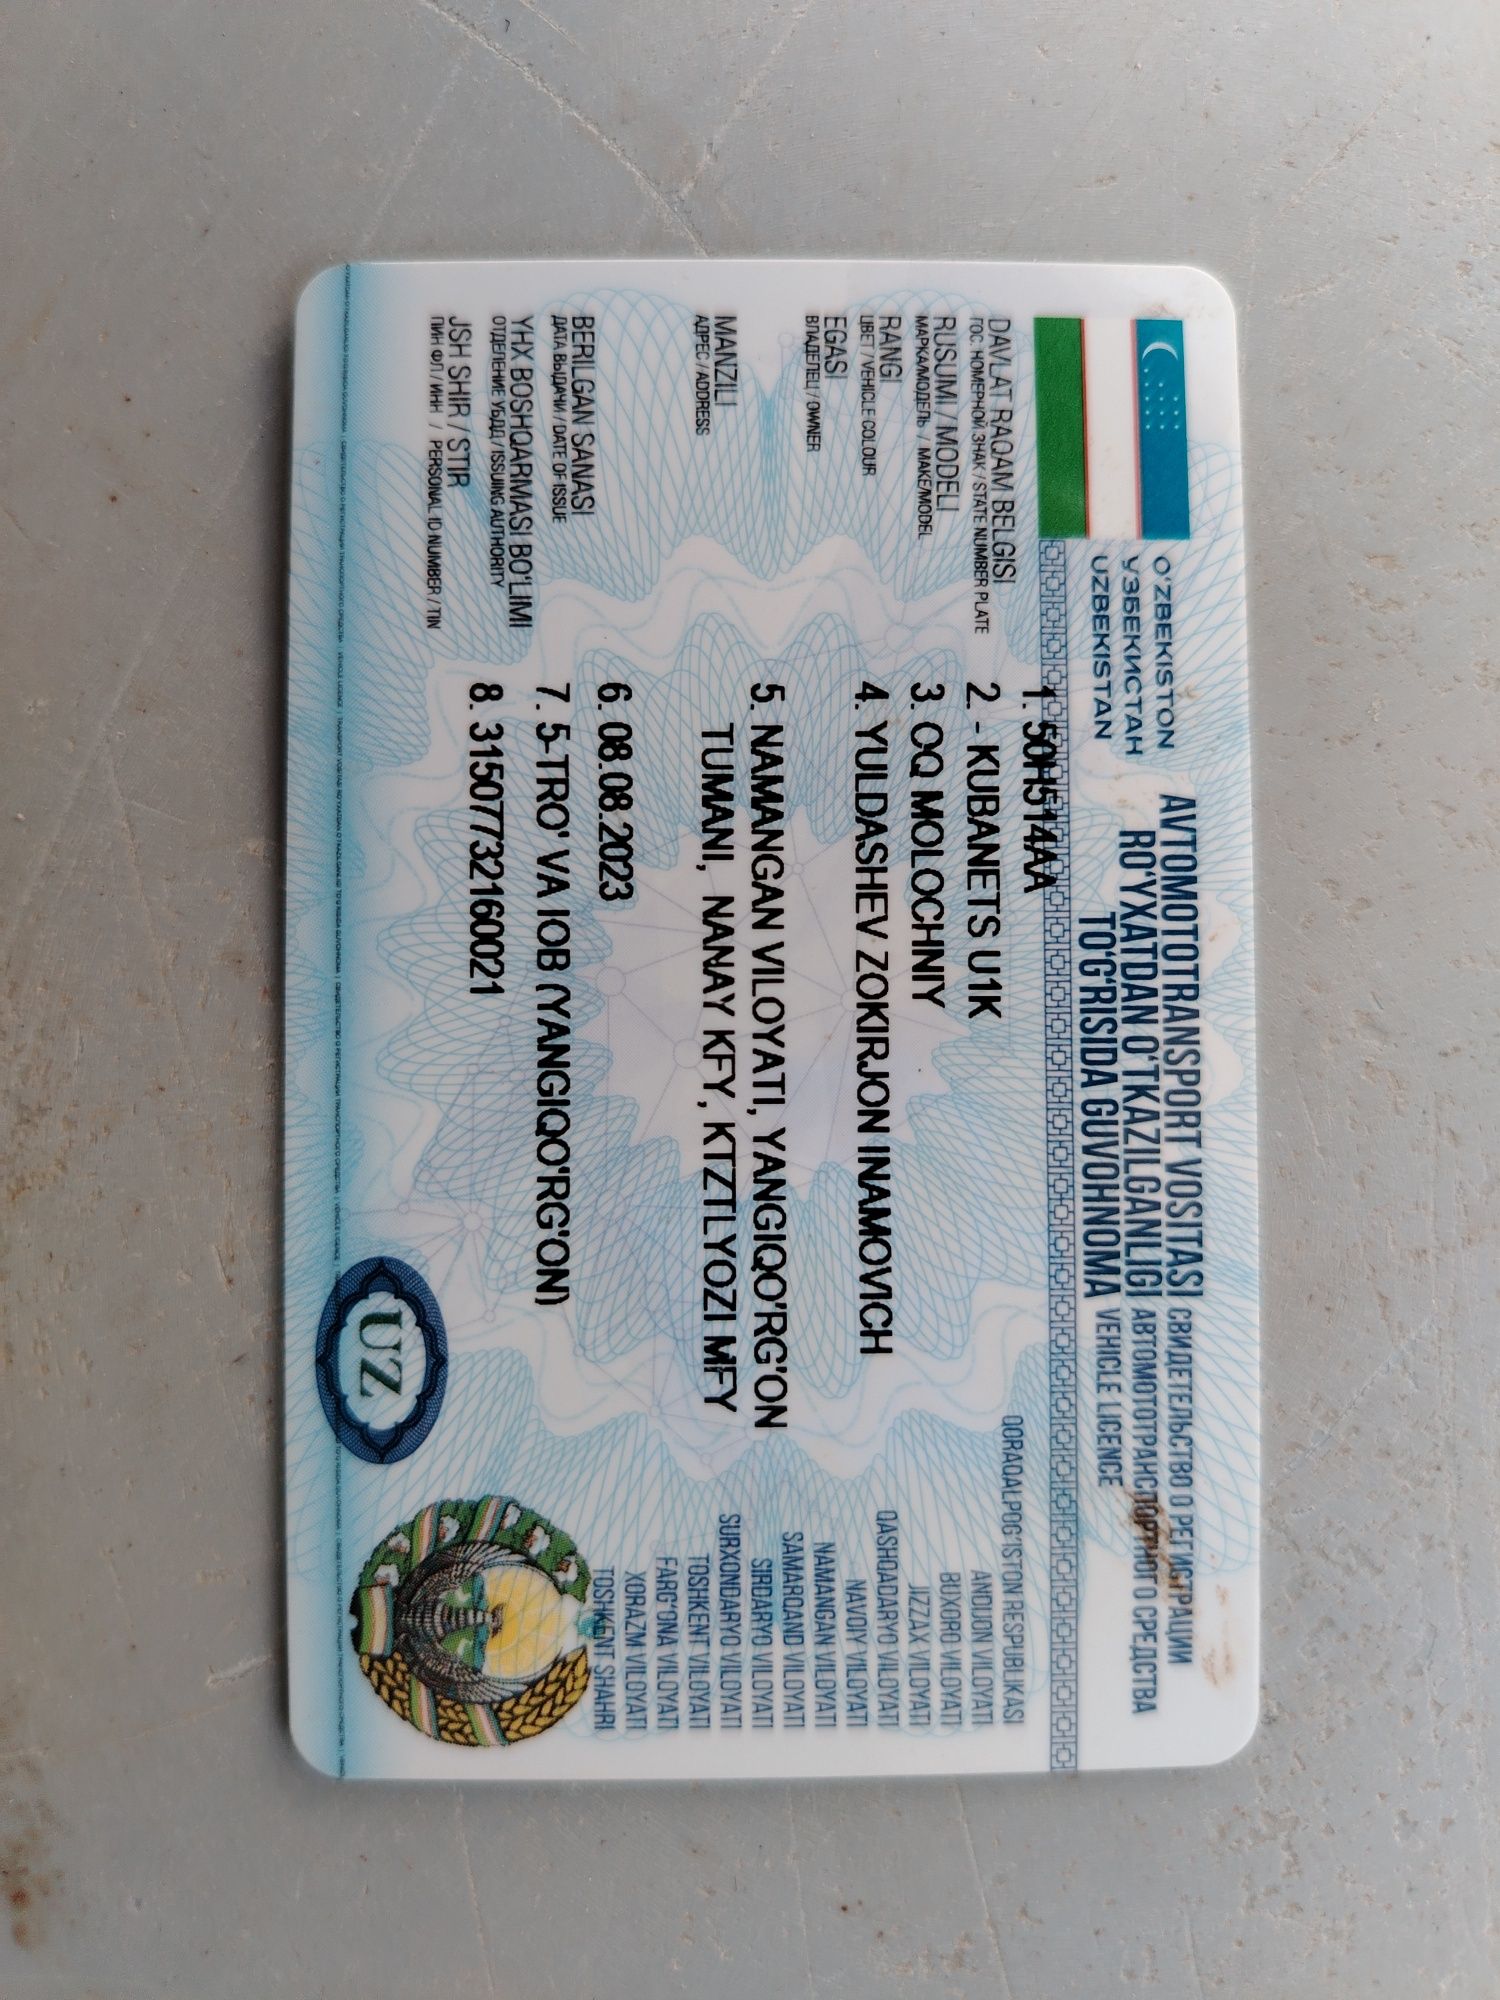 O'ZBEKISTON
УЗБЕКИСТАН
UZBEKISTAN
AVTOMOTOTRANSPORT VOSITASI
RO'YXATDAN O'TKAZILGANLIGI
TO'G'RISIDA GUVOHNOMA
СВИДЕТЕЛЬСТВО О РЕГИСТРАЦИИ
АВТОМОТОТРАНСПОРТНОГО СРЕДСТВА
VEHICLE LICENCE
DAVLAT RAQAM BELGISI
ГОС. НОМЕРНОЙ ЗНАК / STATE NUMBER PLATE
1. 50H514AA
RUSUMI / MODELI
МАРКА/МОДЕЛЬ / MAKE/MODEL
2. - KUBANETS U1K
RANGI
ЦВЕТ / VEHICLE COLOUR
3. OQ MOLOCHNIY
EGASI
ВЛАДЕЛЕЦ / OWNER
4. YULDASHEV ZOKIRJON INAMOVICH
MANZILI
АДРЕС / ADDRESS
5. NAMANGAN VILOYATI, YANGIQO'RG'ON
TUMANI, NANAY KFY, KTZTLYOZI MFY
BERILGAN SANASI
ДАТА ВЫДАЧИ / DATE OF ISSUE
6. 08.08.2023
YHX BOSHQARMASI BO'LIMI
ОТДЕЛЕНИЕ УБДД / ISSUING AUTHORITY
7. 5-TRO' VA IOB (YANGIQO'RG'ON)
JSH SHIR / STIR
ПИН ФЛ / ИНН / PERSONAL ID NUMBER / TIN
8. 31507732160021
QORAQALPOG'ISTON RESPUBLIKASI
ANDIJON VILOYATI
BUXORO VILOYATI
JIZZAX VILOYATI
QASHQADARYO VILOYATI
NAVOIY VILOYATI
NAMANGAN VILOYATI
SAMARQAND VILOYATI
SIRDARYO VILOYATI
SURXONDARYO VILOYATI
TOSHKENT VILOYATI
FARG'ONA VILOYATI
XORAZM VILOYATI
TOSHKENT SHAHRI
UZ